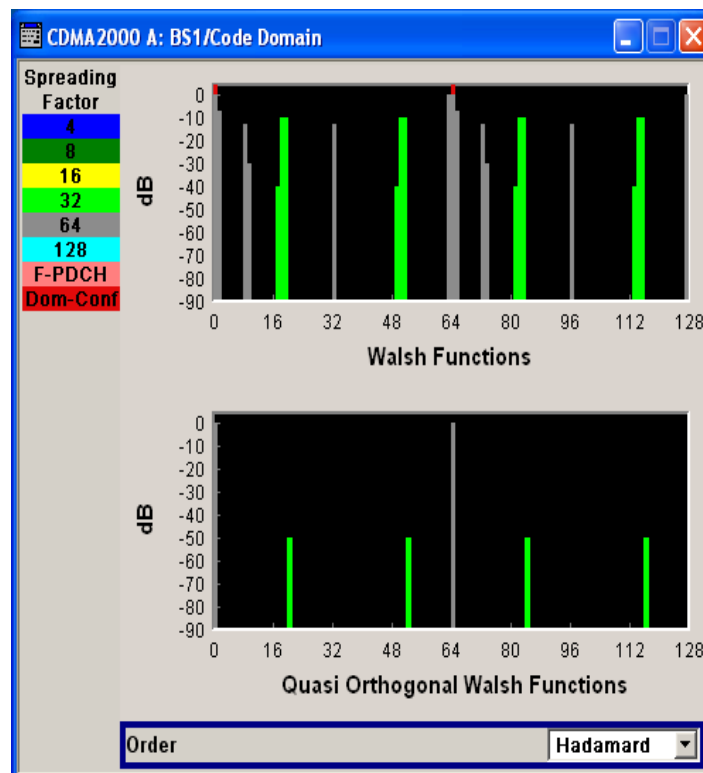 CDMA2000 A: BS1/Code Domain
Spreading
Factor
4
8
16
32
64
128
F-PDCH
Dom-Conf
dB
0
-10
-20
-30
-40
-50
-60
-70
-80
-90
0 16 32 48 64 80 96 112 128
Walsh Functions
dB
0
-10
-20
-30
-40
-50
-60
-70
-80
-90
0 16 32 48 64 80 96 112 128
Quasi Orthogonal Walsh Functions
Order Hadamard